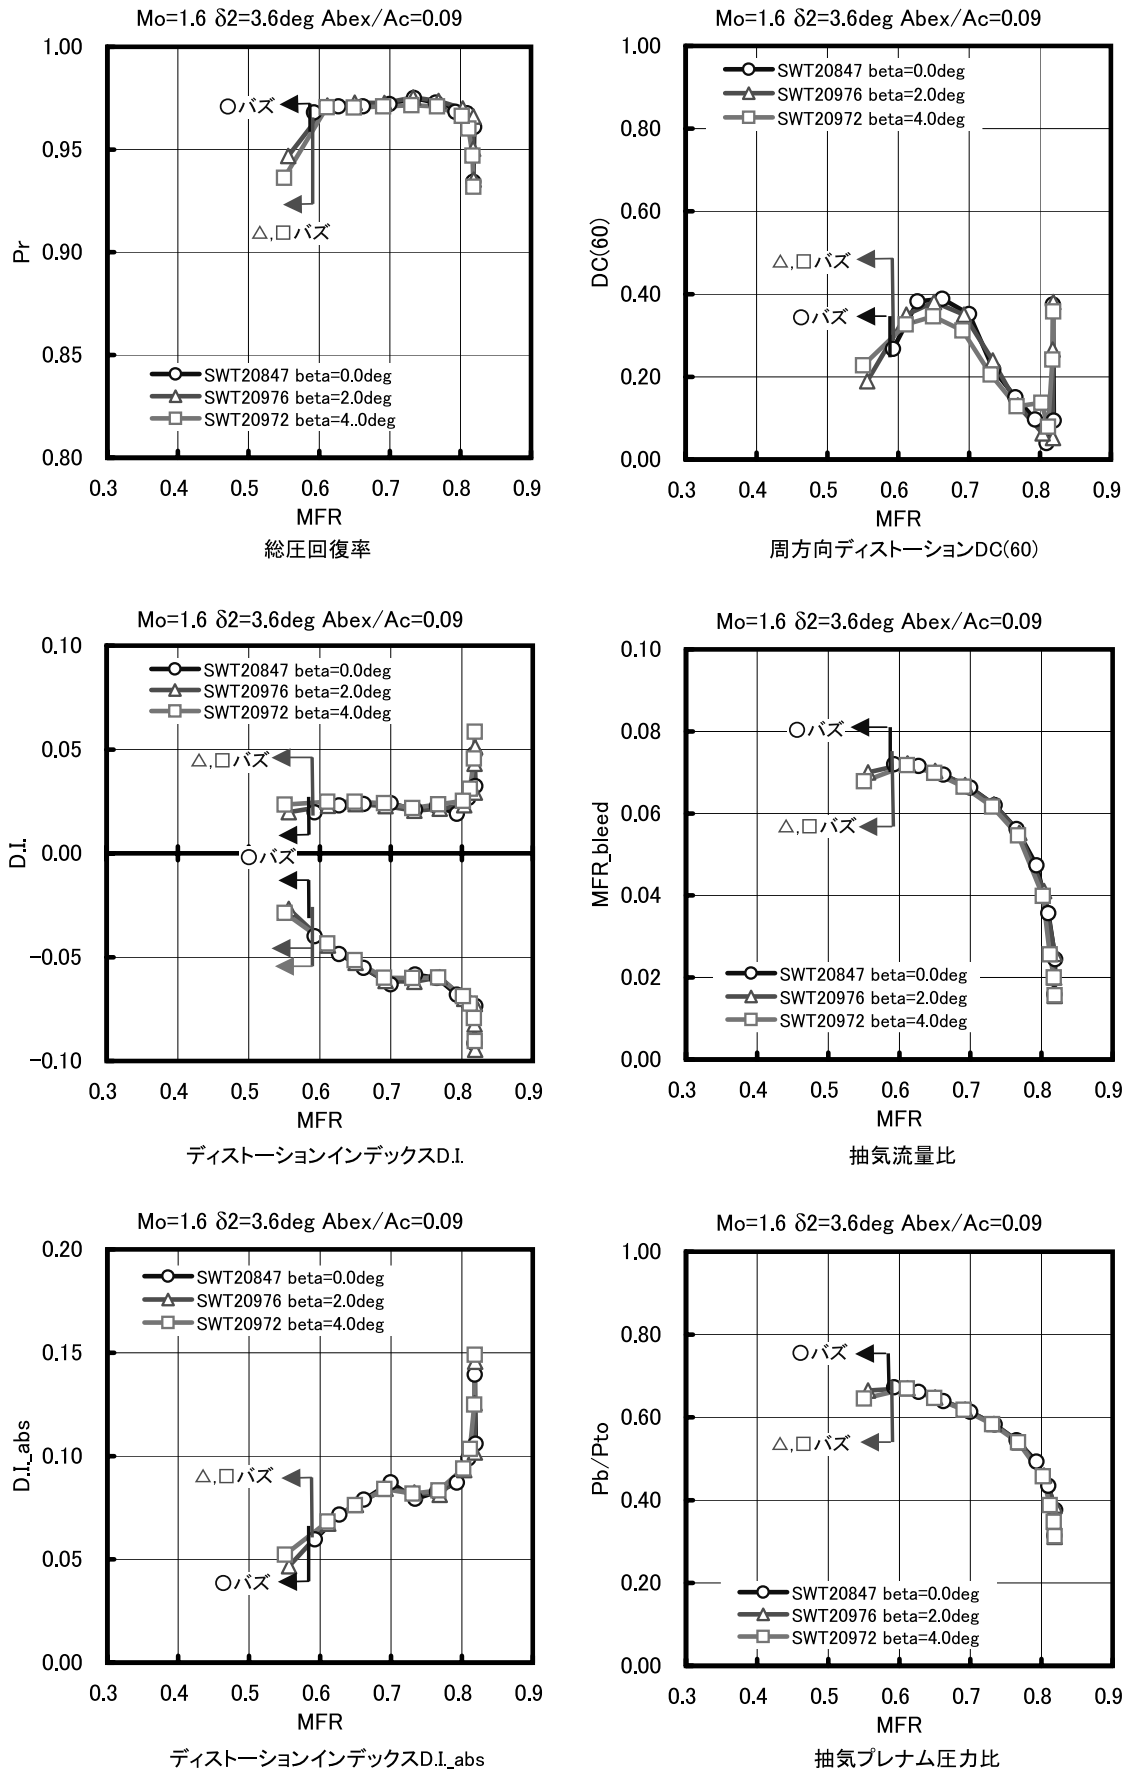 Mo=1.6 δ2=3.6deg Abex/Ac=0.09
1.00
0.95
0.90
0.85
0.80
Pr
○バズ
△,□バズ
SWT20847 beta=0.0deg
SWT20976 beta=2.0deg
SWT20972 beta=4..0deg
0.3 0.4 0.5 0.6 0.7 0.8 0.9
MFR
総圧回復率
Mo=1.6 δ2=3.6deg Abex/Ac=0.09
1.00
0.80
0.60
0.40
0.20
0.00
DC(60)
SWT20847 beta=0.0deg
SWT20976 beta=2.0deg
SWT20972 beta=4.0deg
△,□バズ
○バズ
0.3 0.4 0.5 0.6 0.7 0.8 0.9
MFR
周方向ディストーションDC(60)
Mo=1.6 δ2=3.6deg Abex/Ac=0.09
0.10
0.05
0.00
-0.05
-0.10
D.I.
SWT20847 beta=0.0deg
SWT20976 beta=2.0deg
SWT20972 beta=4.0deg
△,□バズ
○バズ
0.3 0.4 0.5 0.6 0.7 0.8 0.9
MFR
ディストーションインデックスD.I.
Mo=1.6 δ2=3.6deg Abex/Ac=0.09
0.10
0.08
0.06
0.04
0.02
0.00
MFR_bleed
○バズ
△,□バズ
SWT20847 beta=0.0deg
SWT20976 beta=2.0deg
SWT20972 beta=4.0deg
0.3 0.4 0.5 0.6 0.7 0.8 0.9
MFR
抽気流量比
Mo=1.6 δ2=3.6deg Abex/Ac=0.09
0.20
0.15
0.10
0.05
0.00
D.I._abs
SWT20847 beta=0.0deg
SWT20976 beta=2.0deg
SWT20972 beta=4.0deg
△,□バズ
○バズ
0.3 0.4 0.5 0.6 0.7 0.8 0.9
MFR
ディストーションインデックスD.I._abs
Mo=1.6 δ2=3.6deg Abex/Ac=0.09
1.00
0.80
0.60
0.40
0.20
0.00
Pb/Pto
○バズ
△,□バズ
SWT20847 beta=0.0deg
SWT20976 beta=2.0deg
SWT20972 beta=4.0deg
0.3 0.4 0.5 0.6 0.7 0.8 0.9
MFR
抽気プレナム圧力比